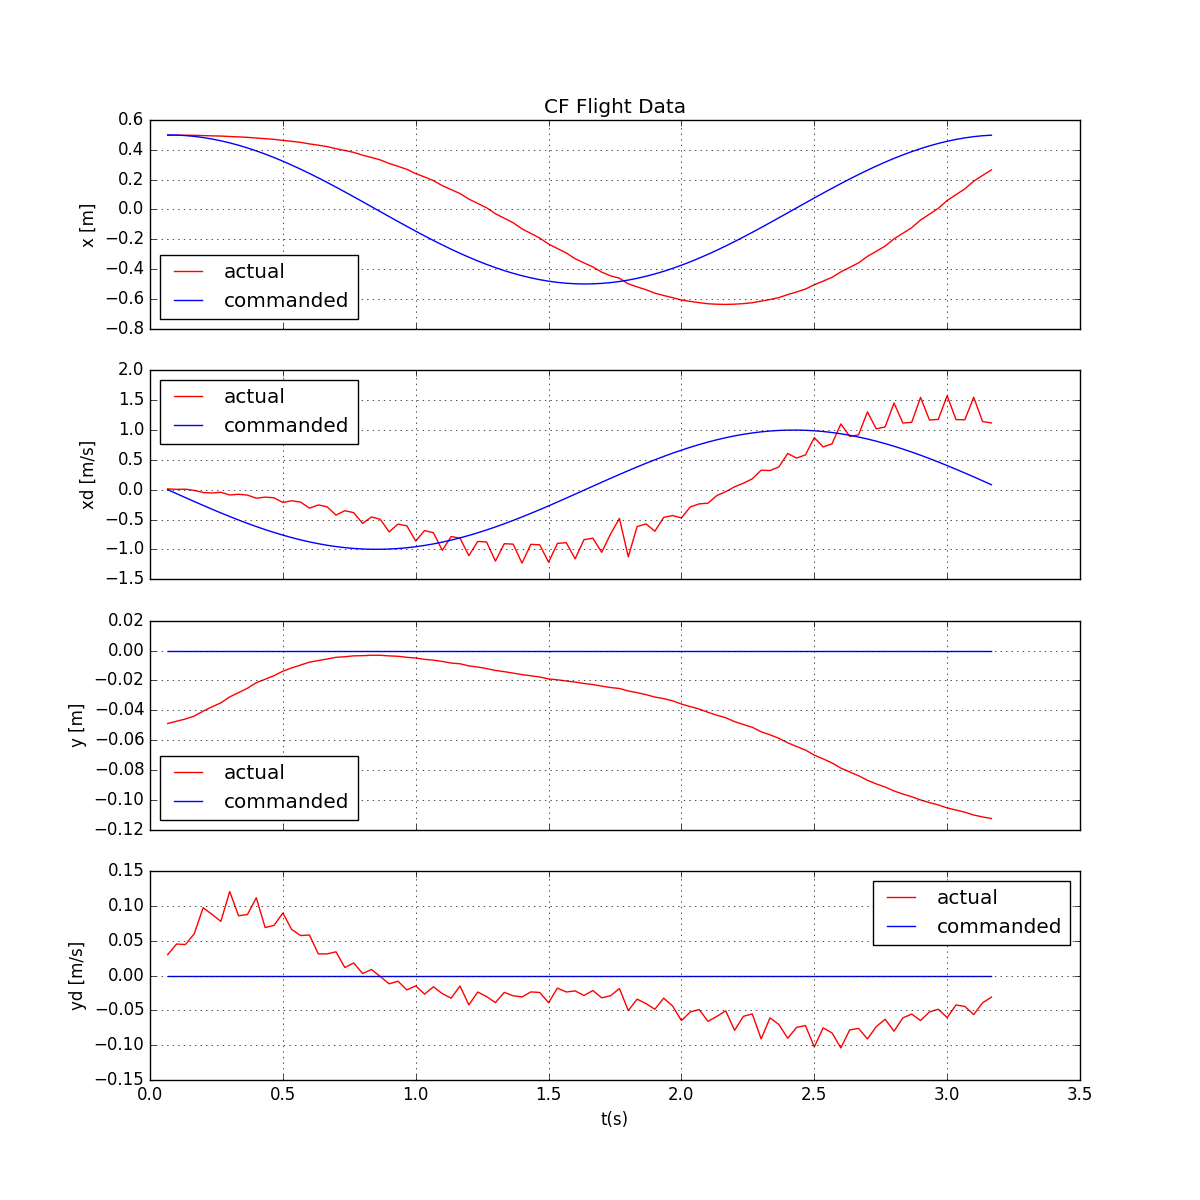 CF Flight Data
0.6
0.4
0.2
0.0
−0.2
−0.4
−0.6
−0.8
x [m]
actual
commanded
2.0
1.5
1.0
0.5
0.0
−0.5
−1.0
−1.5
xd [m/s]
actual
commanded
0.02
0.00
−0.02
−0.04
−0.06
−0.08
−0.10
−0.12
y [m]
actual
commanded
0.15
0.10
0.05
0.00
−0.05
−0.10
−0.15
yd [m/s]
actual
commanded
0.0 0.5 1.0 1.5 2.0 2.5 3.0 3.5
t(s)